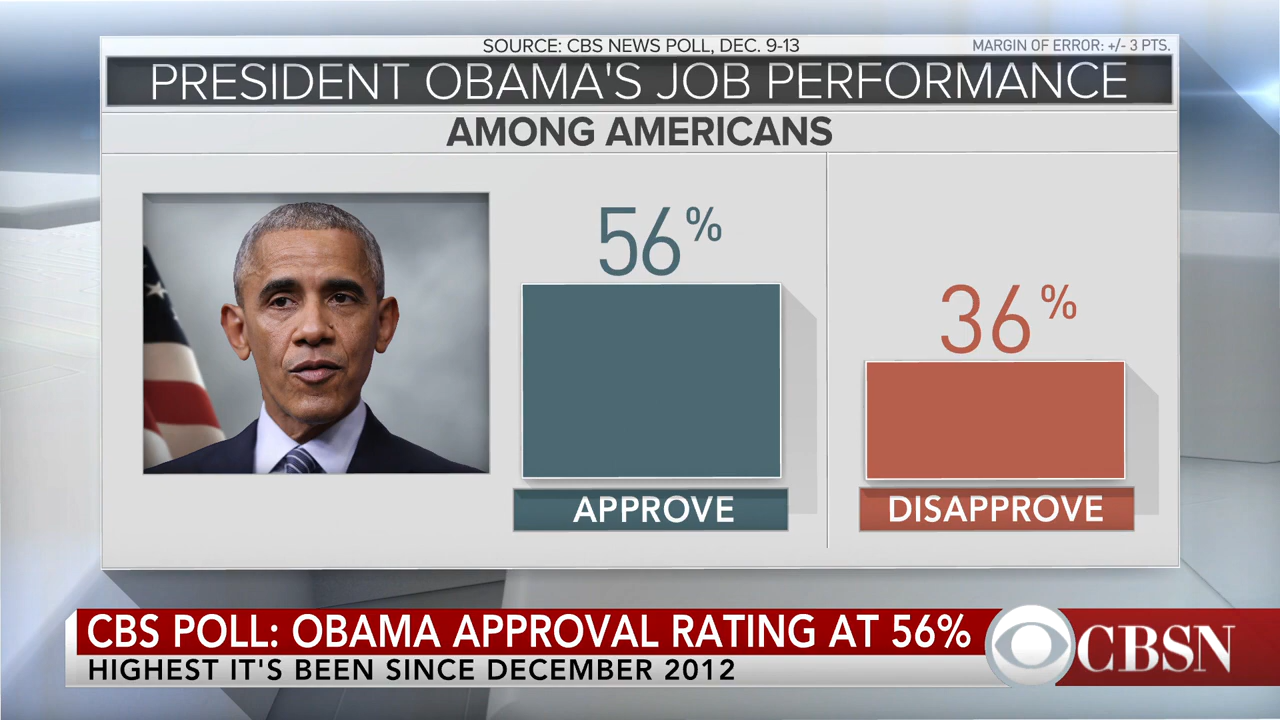 SOURCE: CBS NEWS POLL, DEC. 9-13
MARGIN OF ERROR: +/- 3 PTS.
PRESIDENT OBAMA'S JOB PERFORMANCE
AMONG AMERICANS
56%
36%
APPROVE
DISAPPROVE
CBS POLL: OBAMA APPROVAL RATING AT 56%
HIGHEST IT'S BEEN SINCE DECEMBER 2012
CBSN